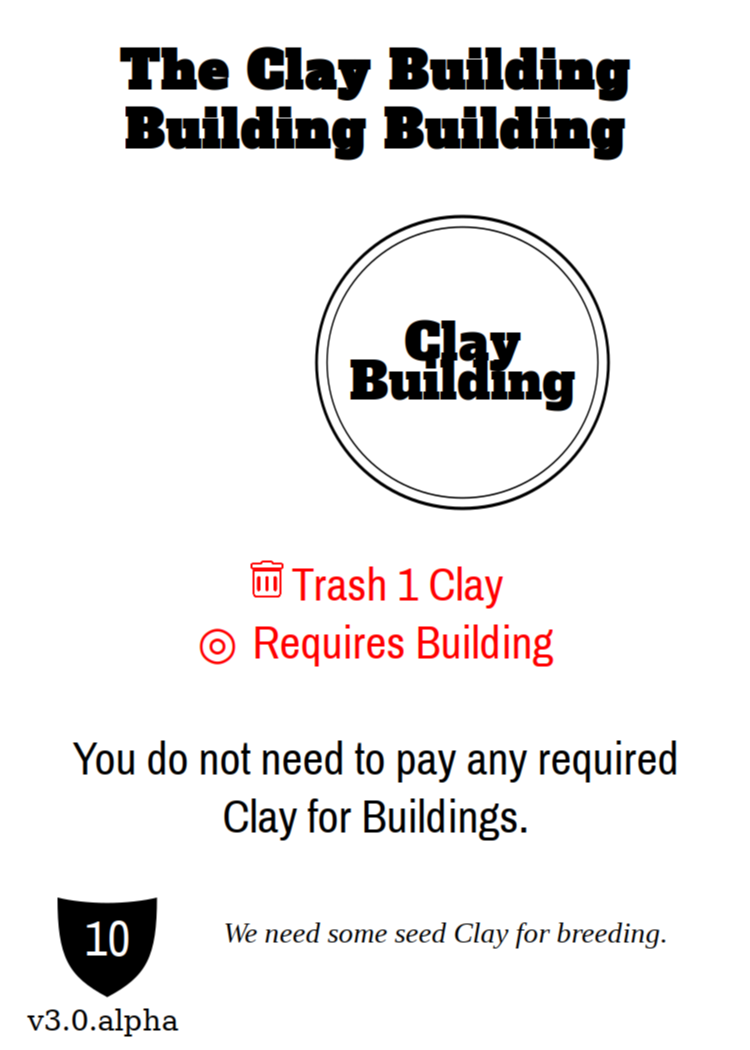 The Clay Building
Building Building
Clay
Building
Trash 1 Clay
Requires Building
You do not need to pay any required
Clay for Buildings.
10
We need some seed Clay for breeding.
v3.0.alpha